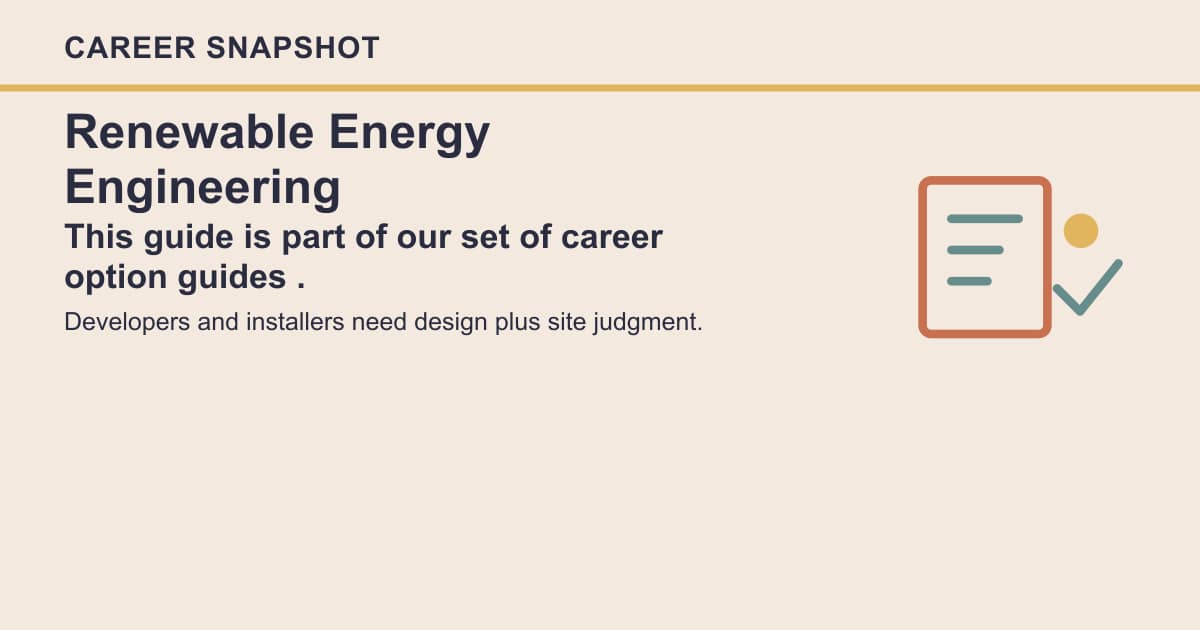 CAREER SNAPSHOT
Renewable Energy
Engineering
This guide is part of our set of career
option guides .
Developers and installers need design plus site judgment.